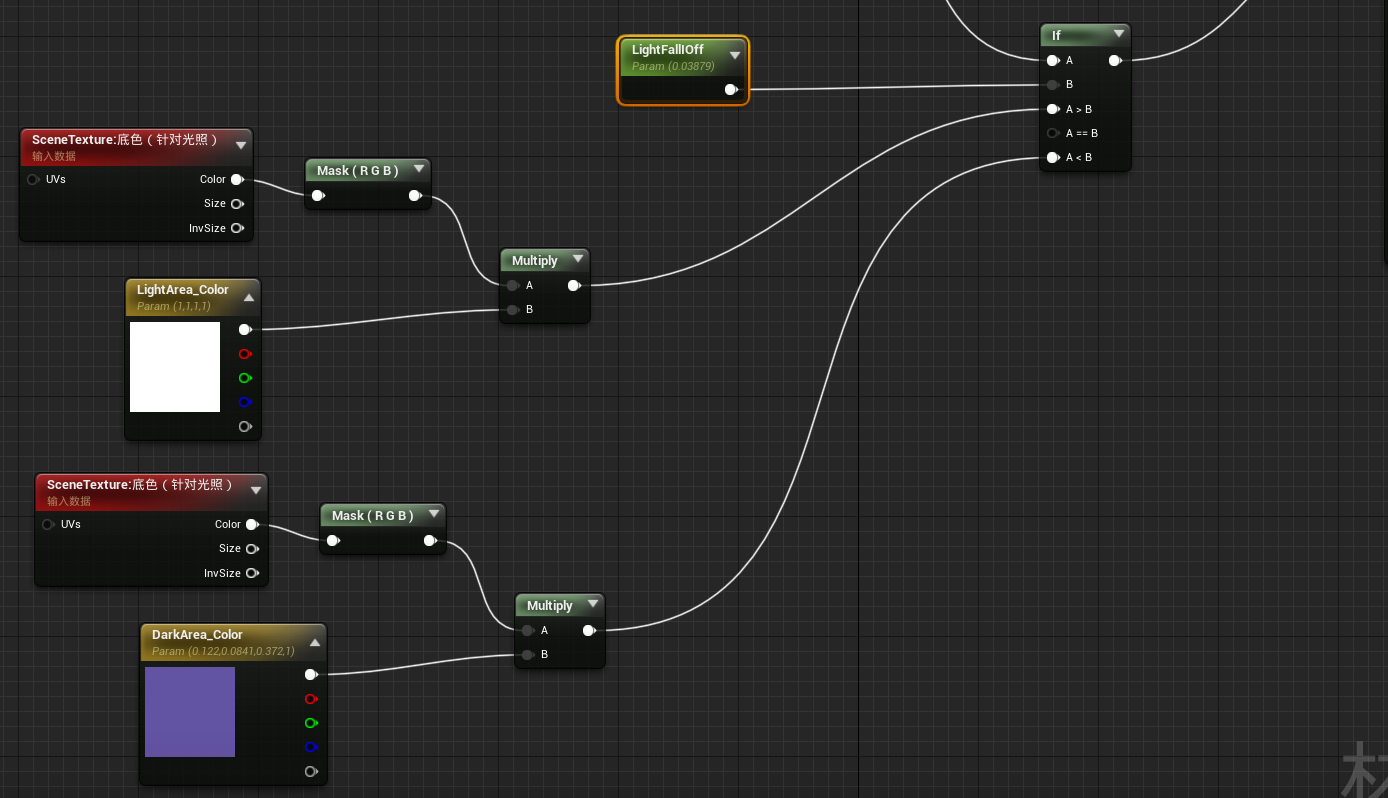 If
A
B
A > B
A == B
A < B
LightFallIOff
Param (0.03879)
SceneTexture:底色（针对光照）
输入数据
UVs
Color
Size
InvSize
Mask ( R G B )
Multiply
A
B
LightArea_Color
Param (1,1,1,1)
SceneTexture:底色（针对光照）
输入数据
UVs
Color
Size
InvSize
Mask ( R G B )
Multiply
A
B
DarkArea_Color
Param (0.122,0.0841,0.372,1)